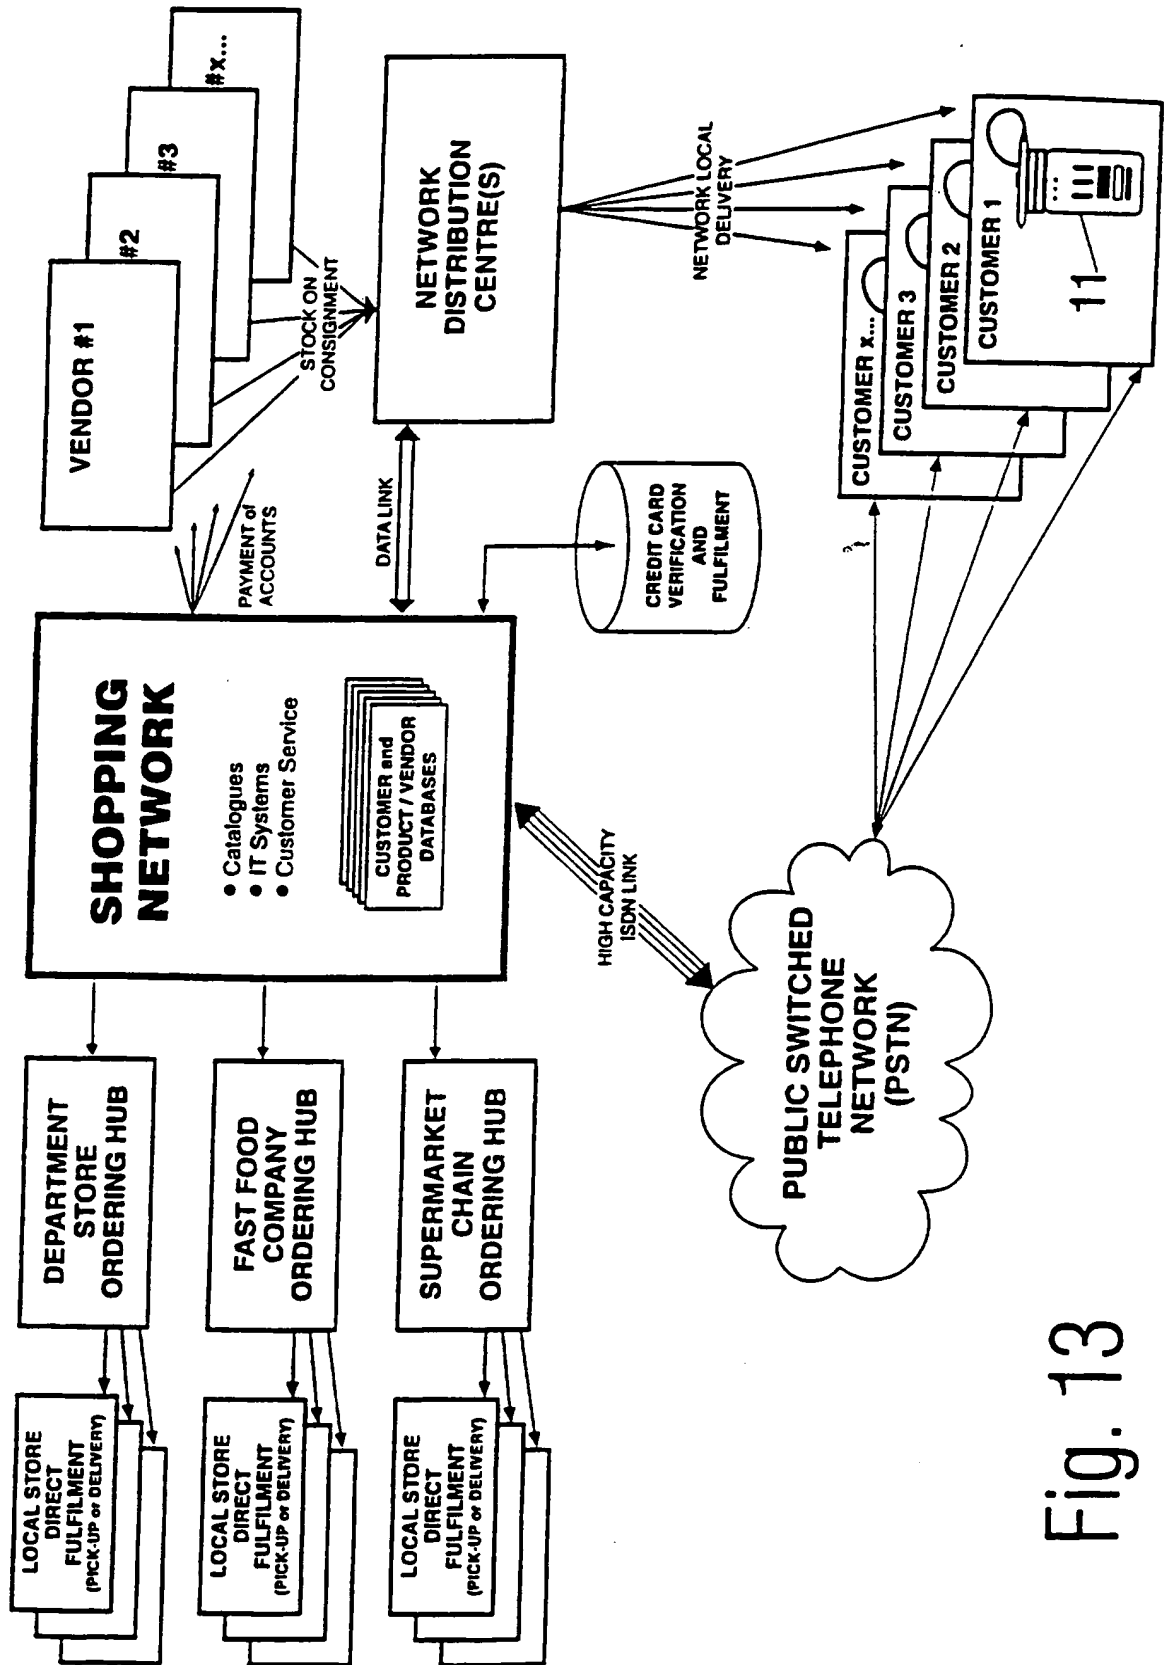 LOCAL STORE
DIRECT
FULFILMENT
(PICK-UP or DELIVERY)
LOCAL STORE
DIRECT
FULFILMENT
(PICK-UP or DELIVERY)
LOCAL STORE
DIRECT
FULFILMENT
(PICK-UP or DELIVERY)
DEPARTMENT
STORE
ORDERING HUB
FAST FOOD
COMPANY
ORDERING HUB
SUPERMARKET
CHAIN
ORDERING HUB
SHOPPING
NETWORK
• Catalogues
• IT Systems
• Customer Service
CUSTOMER and
PRODUCT / VENDOR
DATABASES
PAYMENT of
ACCOUNTS
DATA LINK
CREDIT CARD
VERIFICATION
AND
FULFILMENT
HIGH CAPACITY
ISDN LINK
PUBLIC SWITCHED
TELEPHONE
NETWORK
(PSTN)
VENDOR #1
#2
#3
#x...
STOCK ON
CONSIGNMENT
NETWORK
DISTRIBUTION
CENTRE(S)
NETWORK LOCAL
DELIVERY
CUSTOMER x...
CUSTOMER 3
CUSTOMER 2
CUSTOMER 1
11
Fig. 13